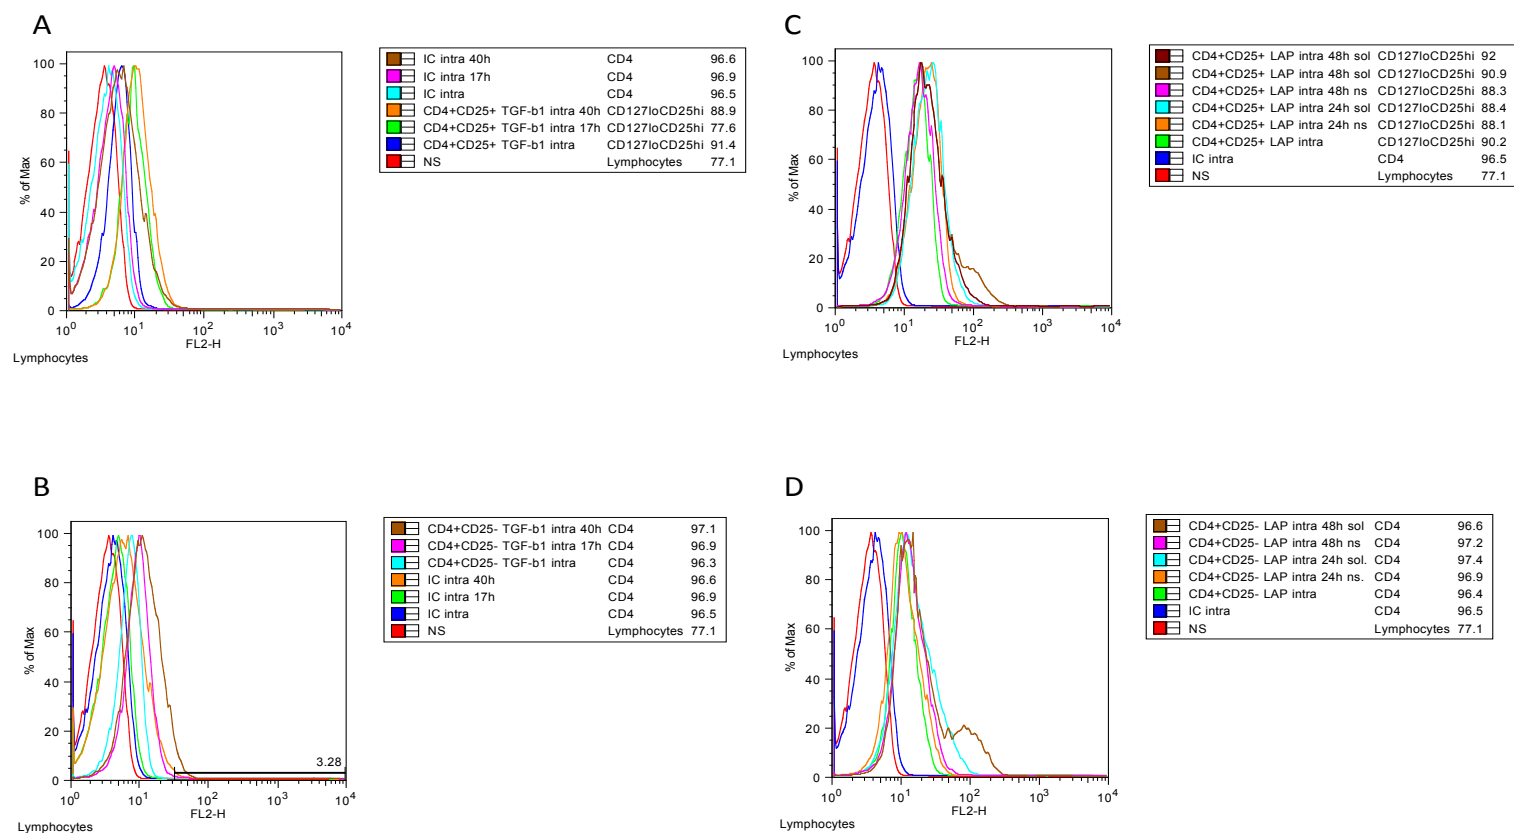 A
100
80
60
40
20
0
% of Max
10^0 10^1 10^2 10^3 10^4
FL2-H
Lymphocytes
IC intra 40h CD4 96.6
IC intra 17h CD4 96.9
IC intra CD4 96.5
CD4+CD25+ TGF-b1 intra 40h CD127loCD25hi 88.9
CD4+CD25+ TGF-b1 intra 17h CD127loCD25hi 77.6
CD4+CD25+ TGF-b1 intra CD127loCD25hi 91.4
NS Lymphocytes 77.1
C
100
80
60
40
20
0
% of Max
10^0 10^1 10^2 10^3 10^4
FL2-H
Lymphocytes
CD4+CD25+ LAP intra 48h sol CD127loCD25hi 92
CD4+CD25+ LAP intra 48h sol CD127loCD25hi 90.9
CD4+CD25+ LAP intra 48h ns CD127loCD25hi 88.3
CD4+CD25+ LAP intra 24h sol CD127loCD25hi 88.4
CD4+CD25+ LAP intra 24h ns CD127loCD25hi 88.1
CD4+CD25+ LAP intra CD127loCD25hi 90.2
IC intra CD4 96.5
NS Lymphocytes 77.1
B
100
80
60
40
20
0
% of Max
3.28
10^0 10^1 10^2 10^3 10^4
FL2-H
Lymphocytes
CD4+CD25- TGF-b1 intra 40h CD4 97.1
CD4+CD25- TGF-b1 intra 17h CD4 96.9
CD4+CD25- TGF-b1 intra CD4 96.3
IC intra 40h CD4 96.6
IC intra 17h CD4 96.9
IC intra CD4 96.5
NS Lymphocytes 77.1
D
100
80
60
40
20
0
% of Max
10^0 10^1 10^2 10^3 10^4
FL2-H
Lymphocytes
CD4+CD25- LAP intra 48h sol CD4 96.6
CD4+CD25- LAP intra 48h ns CD4 97.2
CD4+CD25- LAP intra 24h sol. CD4 97.4
CD4+CD25- LAP intra 24h ns. CD4 96.9
CD4+CD25- LAP intra CD4 96.4
IC intra CD4 96.5
NS Lymphocytes 77.1